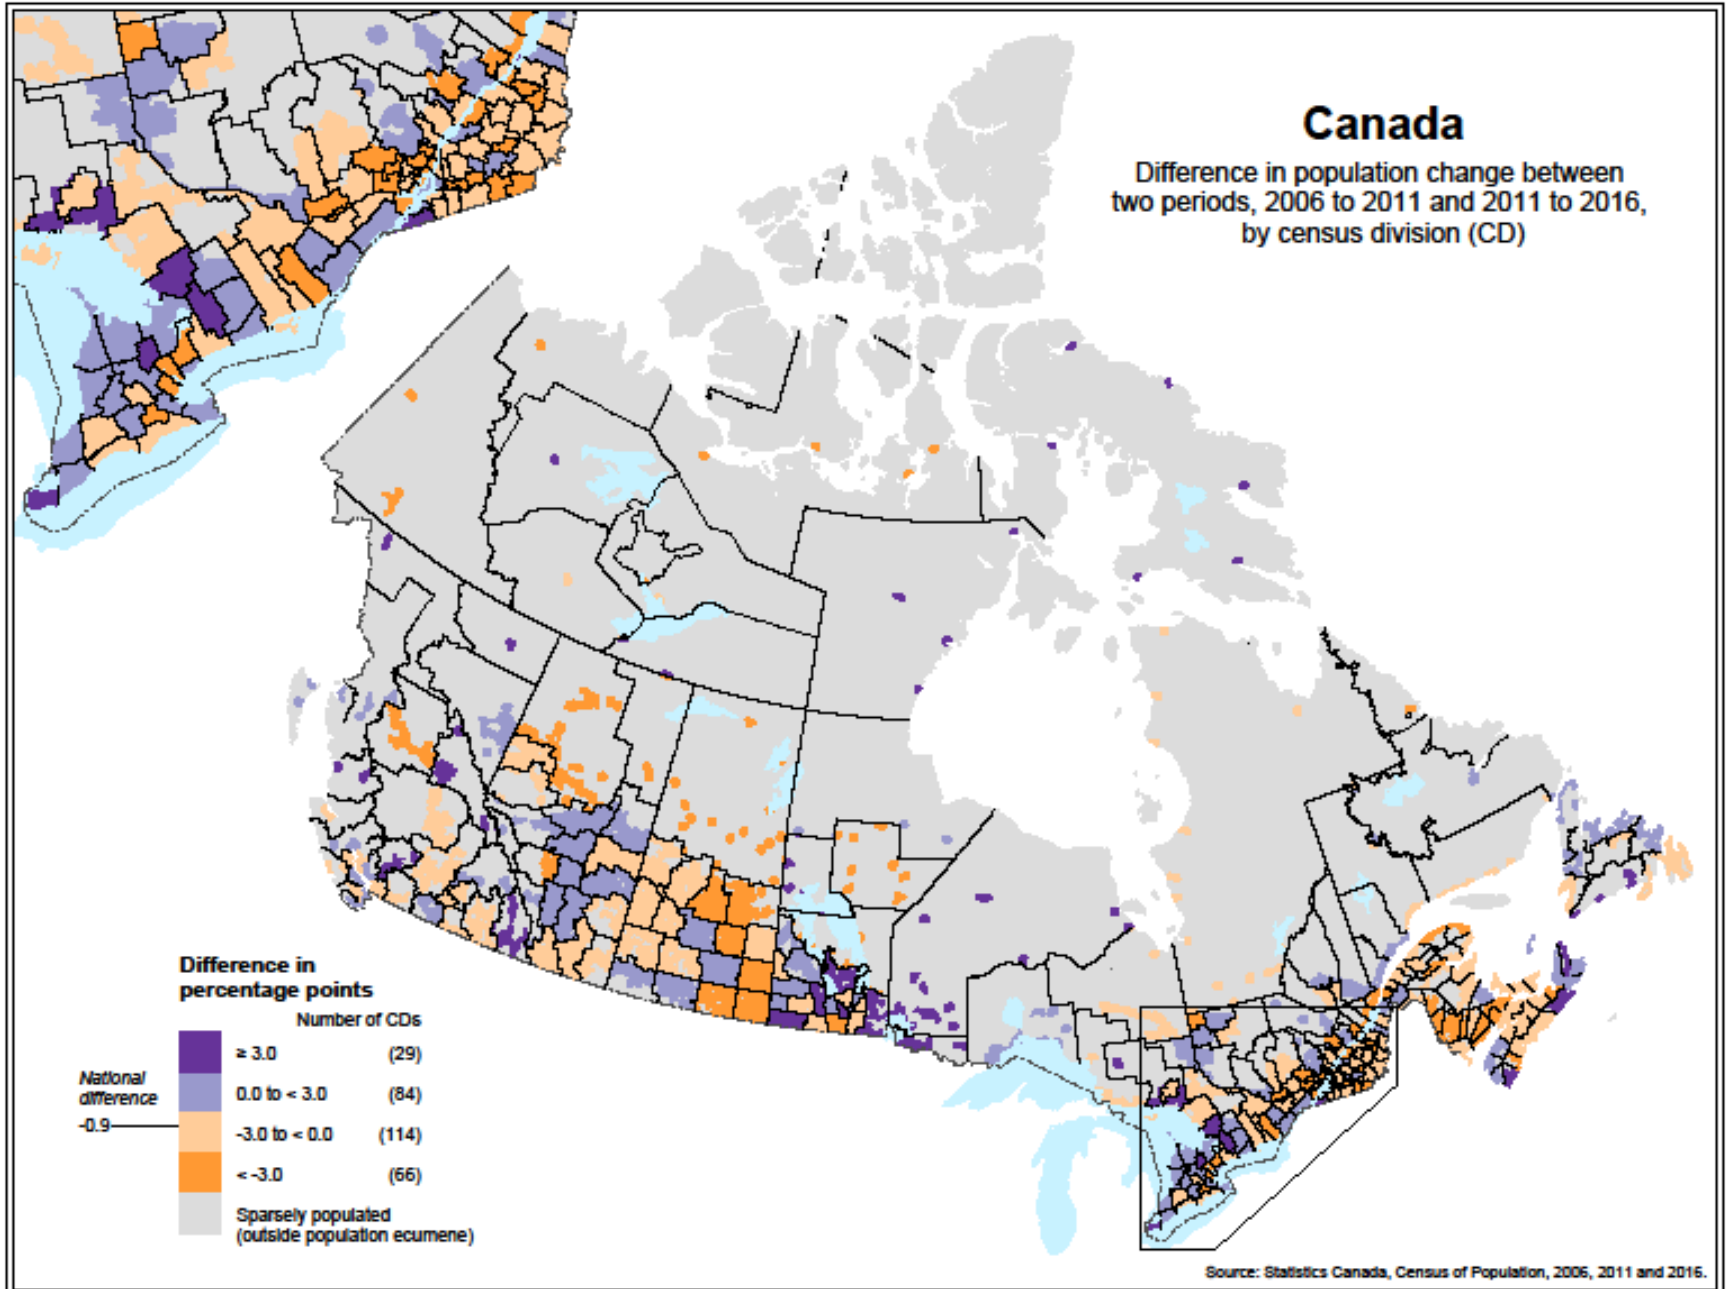 Canada
Difference in population change between
two periods, 2006 to 2011 and 2011 to 2016,
by census division (CD)
Difference in
percentage points
Number of CDs
≥ 3.0 (29)
0.0 to < 3.0 (84)
National
difference
-0.9
-3.0 to < 0.0 (114)
< -3.0 (66)
Sparsely populated
(outside population ecumene)
Source: Statistics Canada, Census of Population, 2006, 2011 and 2016.